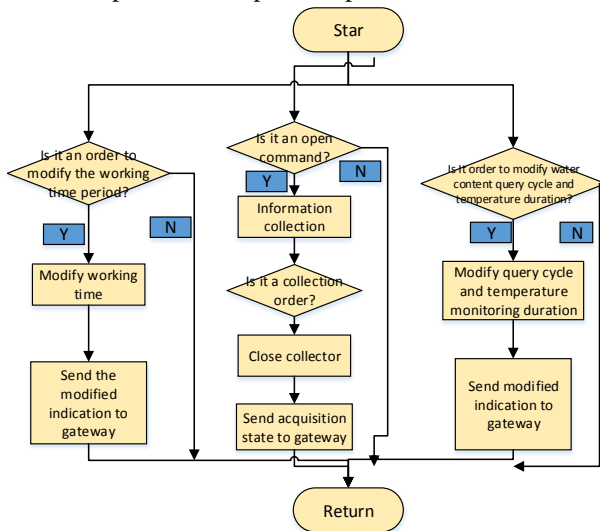 Star
Is it an order to
modify the working
time period?
Y
N
Modify working
time
Send the
modified
indication to
gateway
Is it an open
command?
Y
N
Information
collection
Is it a collection
order?
Close collector
Send acquisition
state to gateway
Is it order to modify water
content query cycle and
temperature duration?
Y
N
Modify query cycle
and temperature
monitoring duration
Send modified
indication to
gateway
Return